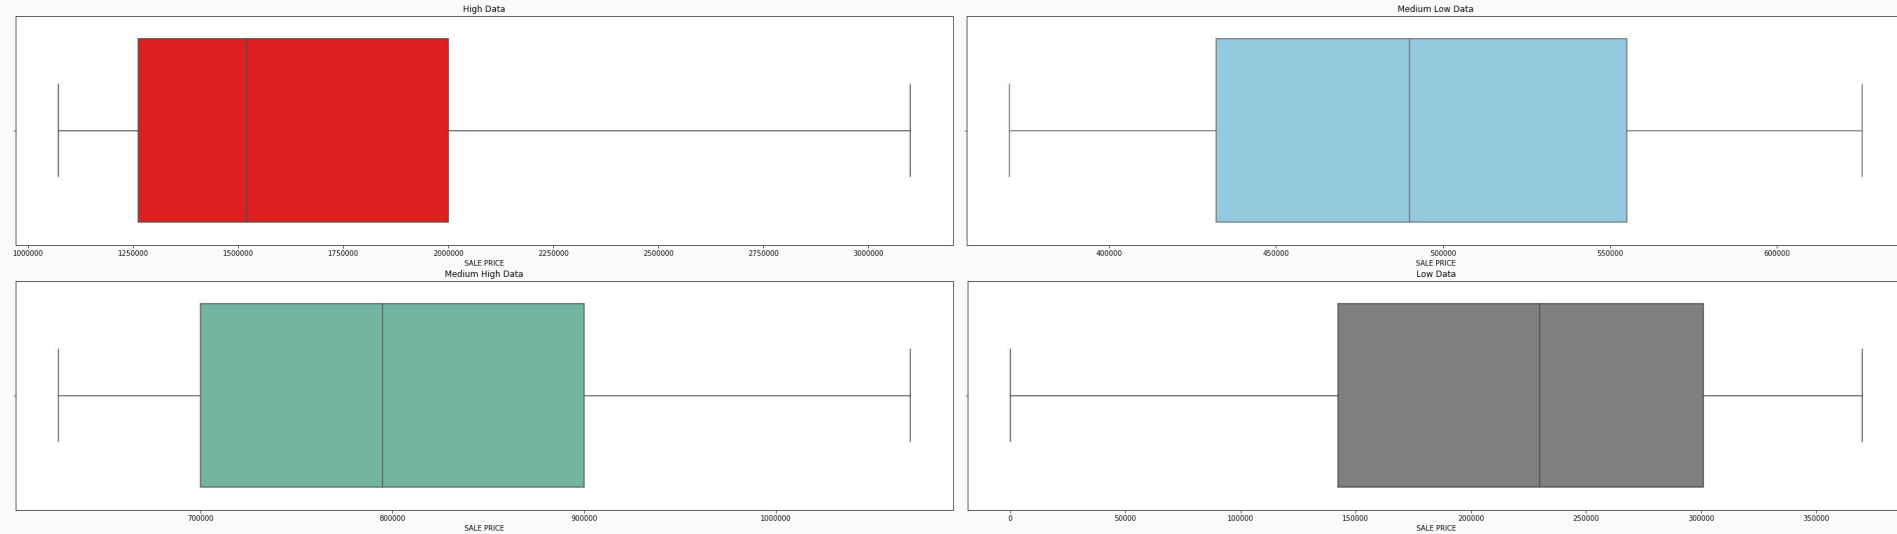 High Data
1000000 1250000 1500000 1750000 2000000 2250000 2500000 2750000 3000000
SALE PRICE
Medium Low Data
400000 450000 500000 550000 600000
SALE PRICE
Medium High Data
700000 800000 900000 1000000
SALE PRICE
Low Data
0 50000 100000 150000 200000 250000 300000 350000
SALE PRICE